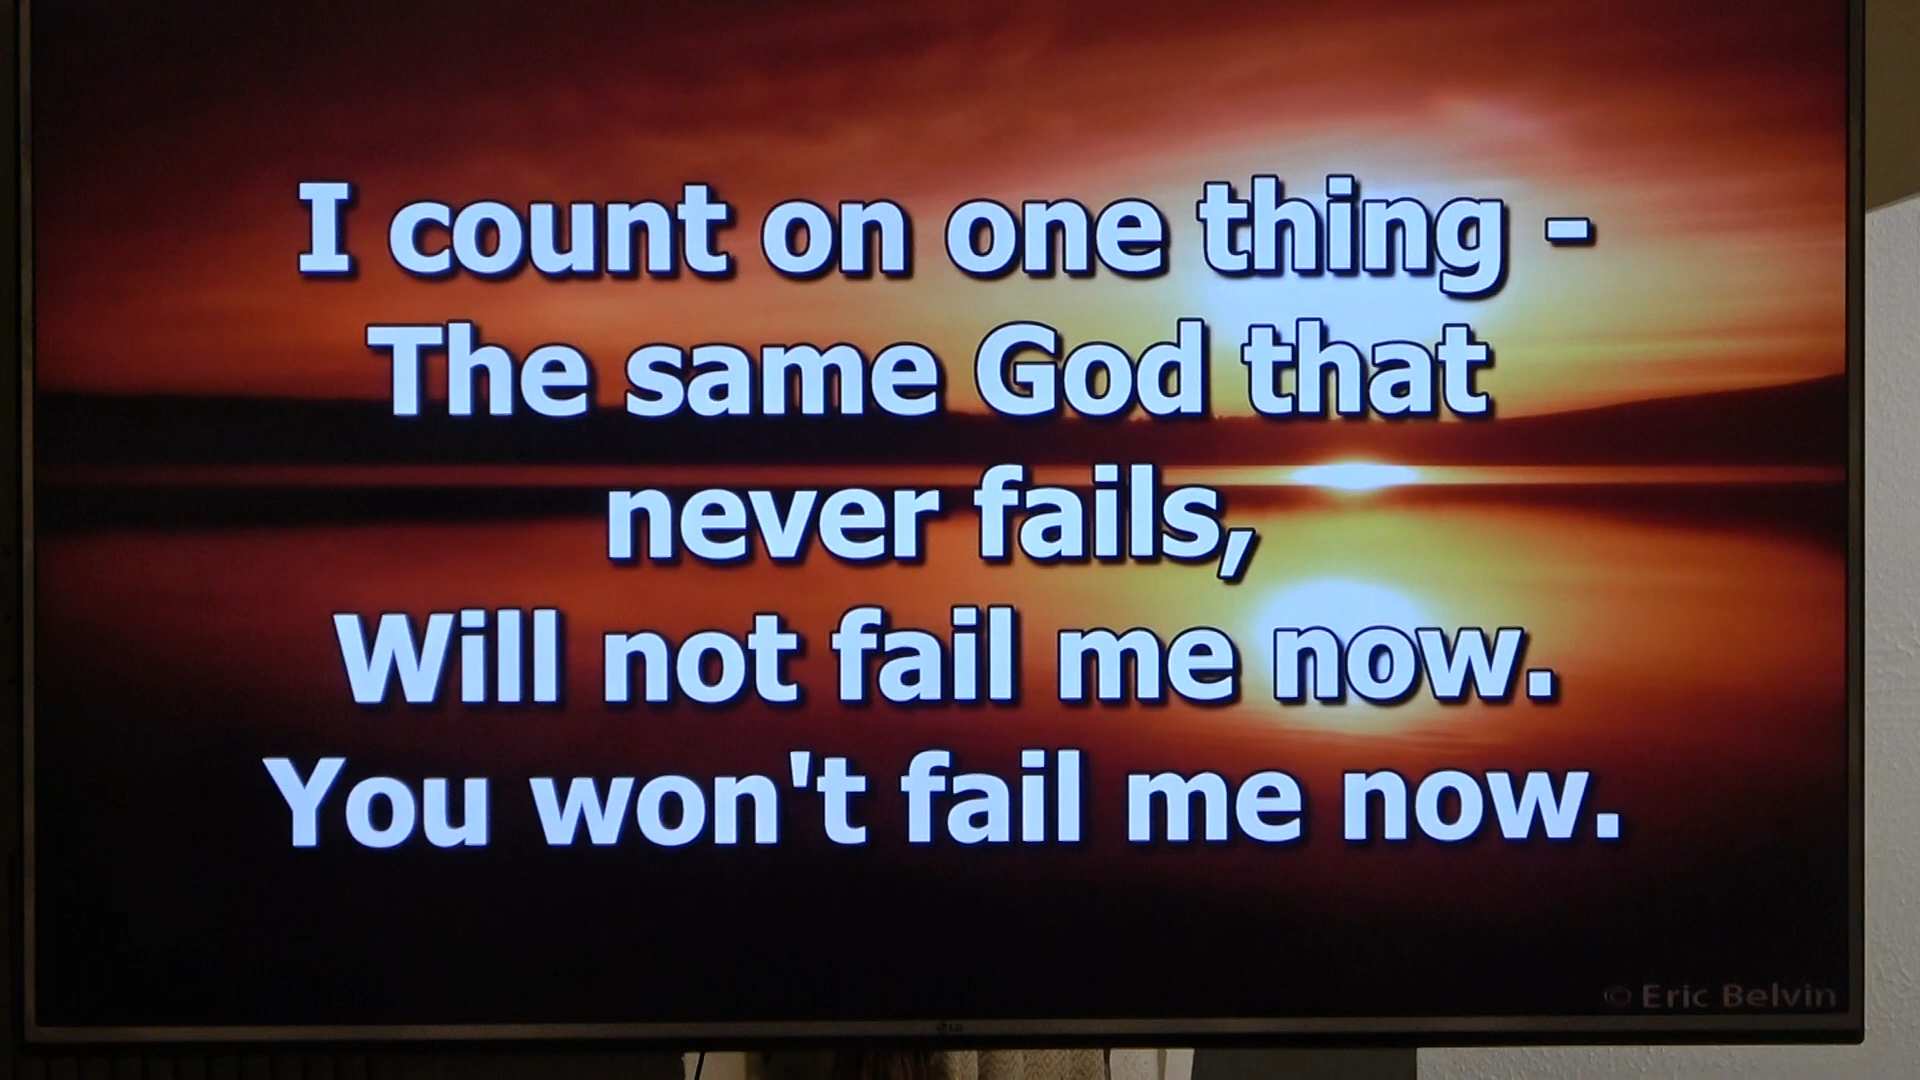 I count on one thing -
The same God that
never fails,
Will not fail me now.
You won't fail me now.
© Eric Belvin
LG